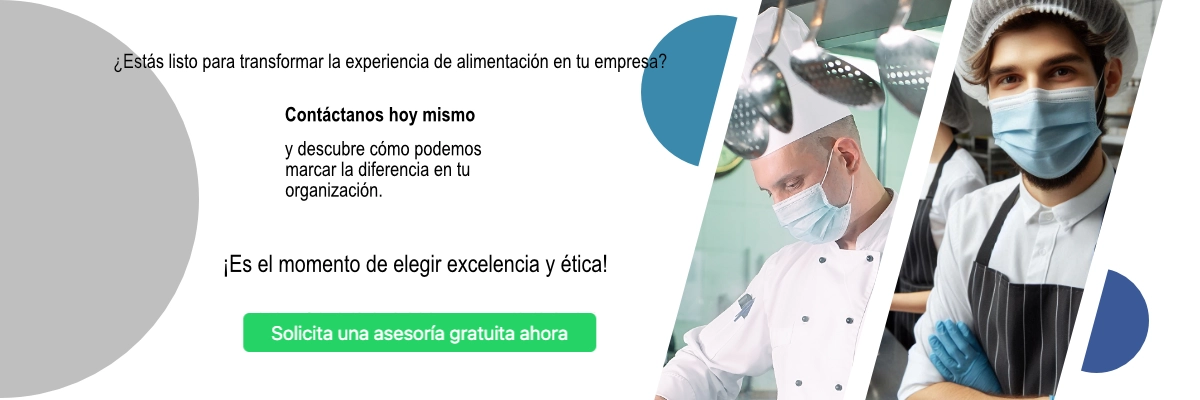 ¿Estás listo para transformar la experiencia de alimentación en tu empresa?
Contáctanos hoy mismo
y descubre cómo podemos
marcar la diferencia en tu
organización.
¡Es el momento de elegir excelencia y ética!
Solicita una asesoría gratuita ahora